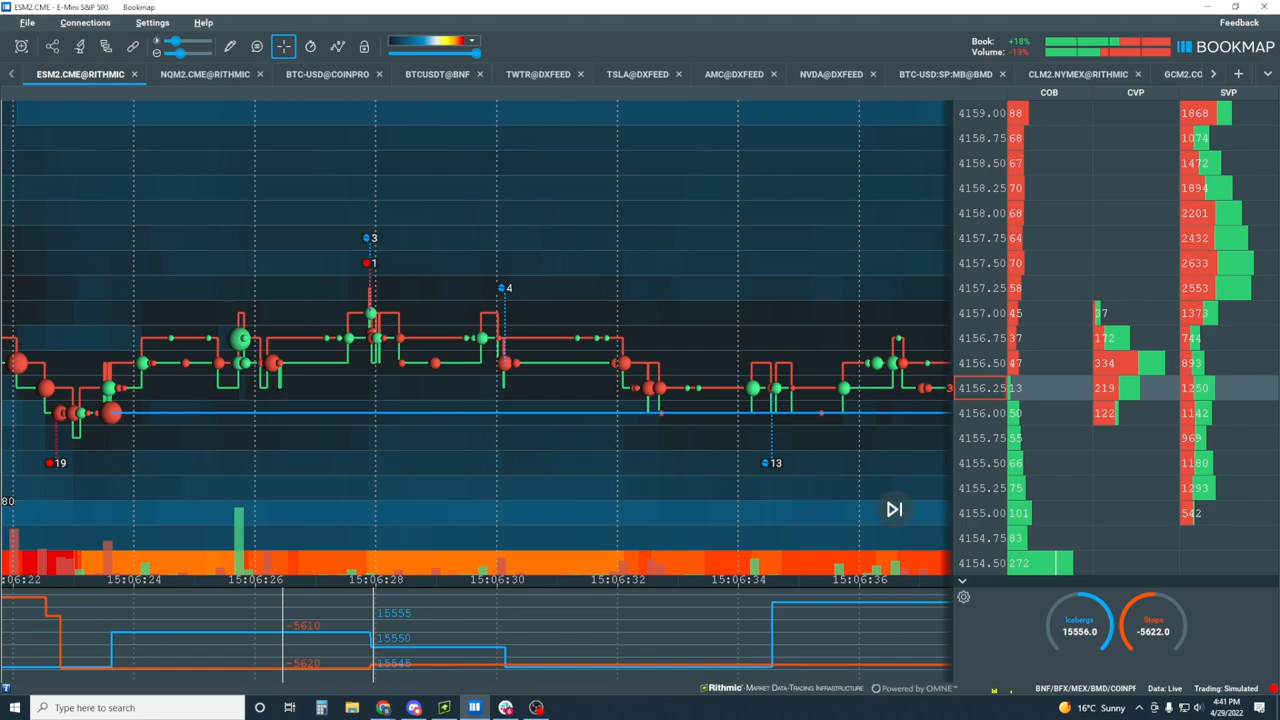 ESM2.CME - E-Mini S&P 500 Bookmap
File Connections Settings Help Feedback
Book: +18%
Volume: -13%
BOOKMAP
ESM2.CME@RITHMIC NQM2.CME@RITHMIC BTC-USD@COINPRO BTCUSDT@BNF TWTR@DXFEED TSLA@DXFEED AMC@DXFEED NVDA@DXFEED BTC-USD:SP:MB@BMD CLM2.NYMEX@RITHMIC GCM2.CO
COB CVP SVP
4159.00 88 1868
4158.75 68 1074
4158.50 67 1472
4158.25 70 1894
4158.00 68 2201
3 4157.75 64 2432
1 4157.50 70 2633
4 4157.25 58 2553
4157.00 45 37 1373
4156.75 37 172 744
4156.50 47 334 893
3 4156.25 13 219 1250
4156.00 50 122 1142
4155.75 55 969
19 13 4155.50 66 1180
4155.25 75 1293
80 4155.00 101 542
4154.75 83
4154.50 272
:06:22 15:06:24 15:06:26 15:06:28 15:06:30 15:06:32 15:06:34 15:06:36
15555
-5610
15550
-5620 15545
Icebergs
15556.0
Stops
-5622.0
Rithmic - MARKET DATA-TRADING INFRASTRUCTURE Powered by OMNE™ BNF/BFX/MEX/BMD/COINPF Data: Live Trading: Simulated
Type here to search
16°C Sunny
4:41 PM
4/29/2022